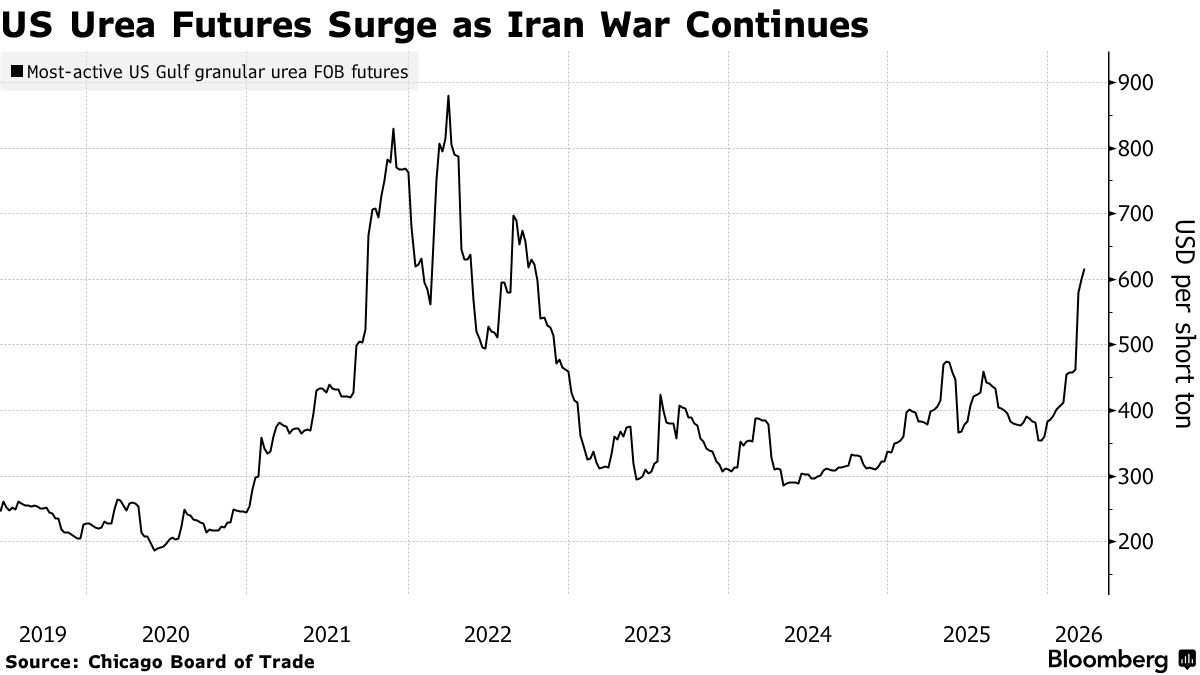 US Urea Futures Surge as Iran War Continues
Most-active US Gulf granular urea FOB futures
900
800
700
600
500
400
300
200
USD per short ton
2019 2020 2021 2022 2023 2024 2025 2026
Source: Chicago Board of Trade
Bloomberg